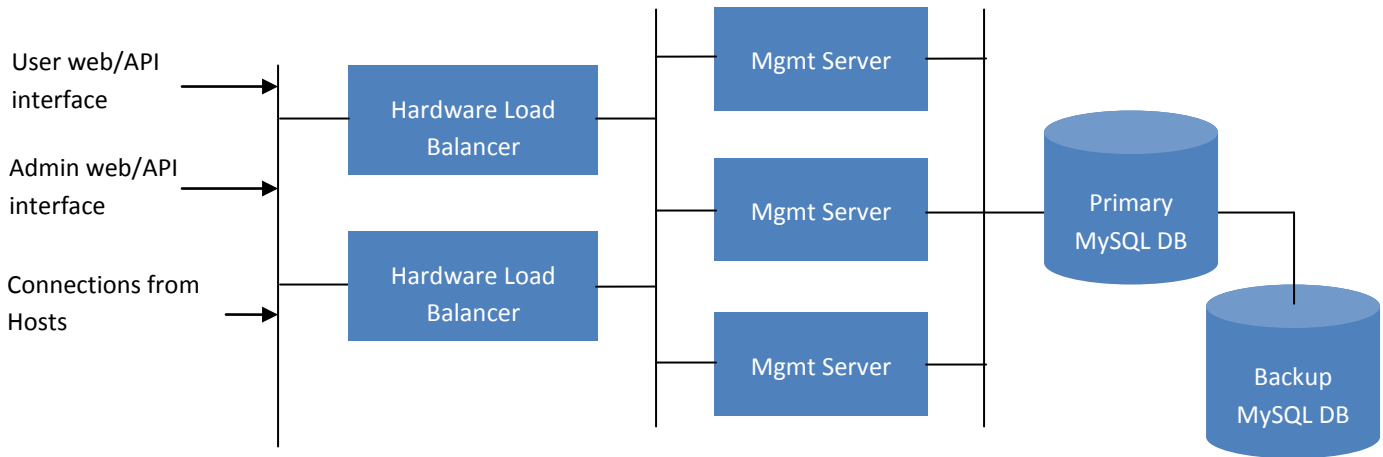 User web/API
interface
Admin web/API
interface
Connections from
Hosts
Hardware Load
Balancer
Hardware Load
Balancer
Mgmt Server
Mgmt Server
Mgmt Server
Primary
MySQL DB
Backup
MySQL DB